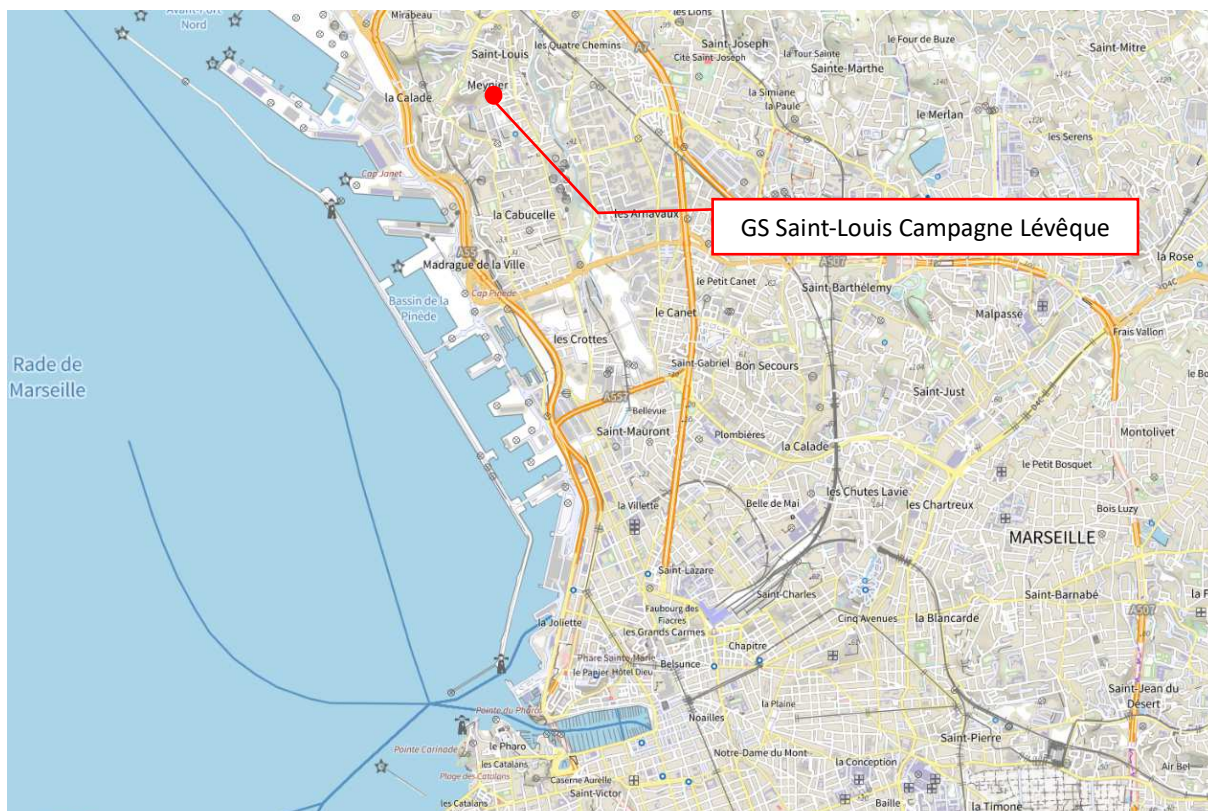 Avant-Port
Nord
Mirabeau
les Lions
Saint-Louis
les Quatre Chemins
A7
Saint-Joseph
Cité Saint-Joseph
la Tour Sainte
Sainte-Marthe
le Four de Buze
Saint-Mitre
la Calade
Meynier
la Simiane
la Paule
le Merlan
les Serens
Cap Janet
la Cabucelle
les Arnavaux
GS Saint-Louis Campagne Lévêque
A55
Madrague de la Ville
Cap Pinède
Bassin de la
Pinède
A507
la Rose
le Petit Canet
Saint-Barthélemy
Malpassé
D4C
Frais Vallon
le Canet
les Crottes
Rade de
Marseille
Saint-Gabriel
Bon Secours
Saint-Just
D4C
A557
Bellevue
Saint-Mauront
Plombières
la Calade
Montolivet
le Petit Bosquet
la Villette
Belle de Mai
les Chutes Lavie
les Chartreux
Bois Luzy
MARSEILLE
Saint-Lazare
Saint-Charles
Saint-Barnabé
Faubourg des
Fiacres
Cinq Avenues
la Blancarde
A507
la Joliette
les Grands Carmes
Chapitre
Phare Sainte-Marie
Belsunce
le Panier
Hôtel Dieu
Saint-Jean du
Désert
la Plaine
Noailles
Pointe du Pharo
le Pharo
Pointe Carinade
les Catalans
Plage des Catalans
Notre-Dame du Mont
Saint-Pierre
Caserne Aurelle
Saint-Victor
la Conception
Air Bel
les Catalans
Baille
la Timone